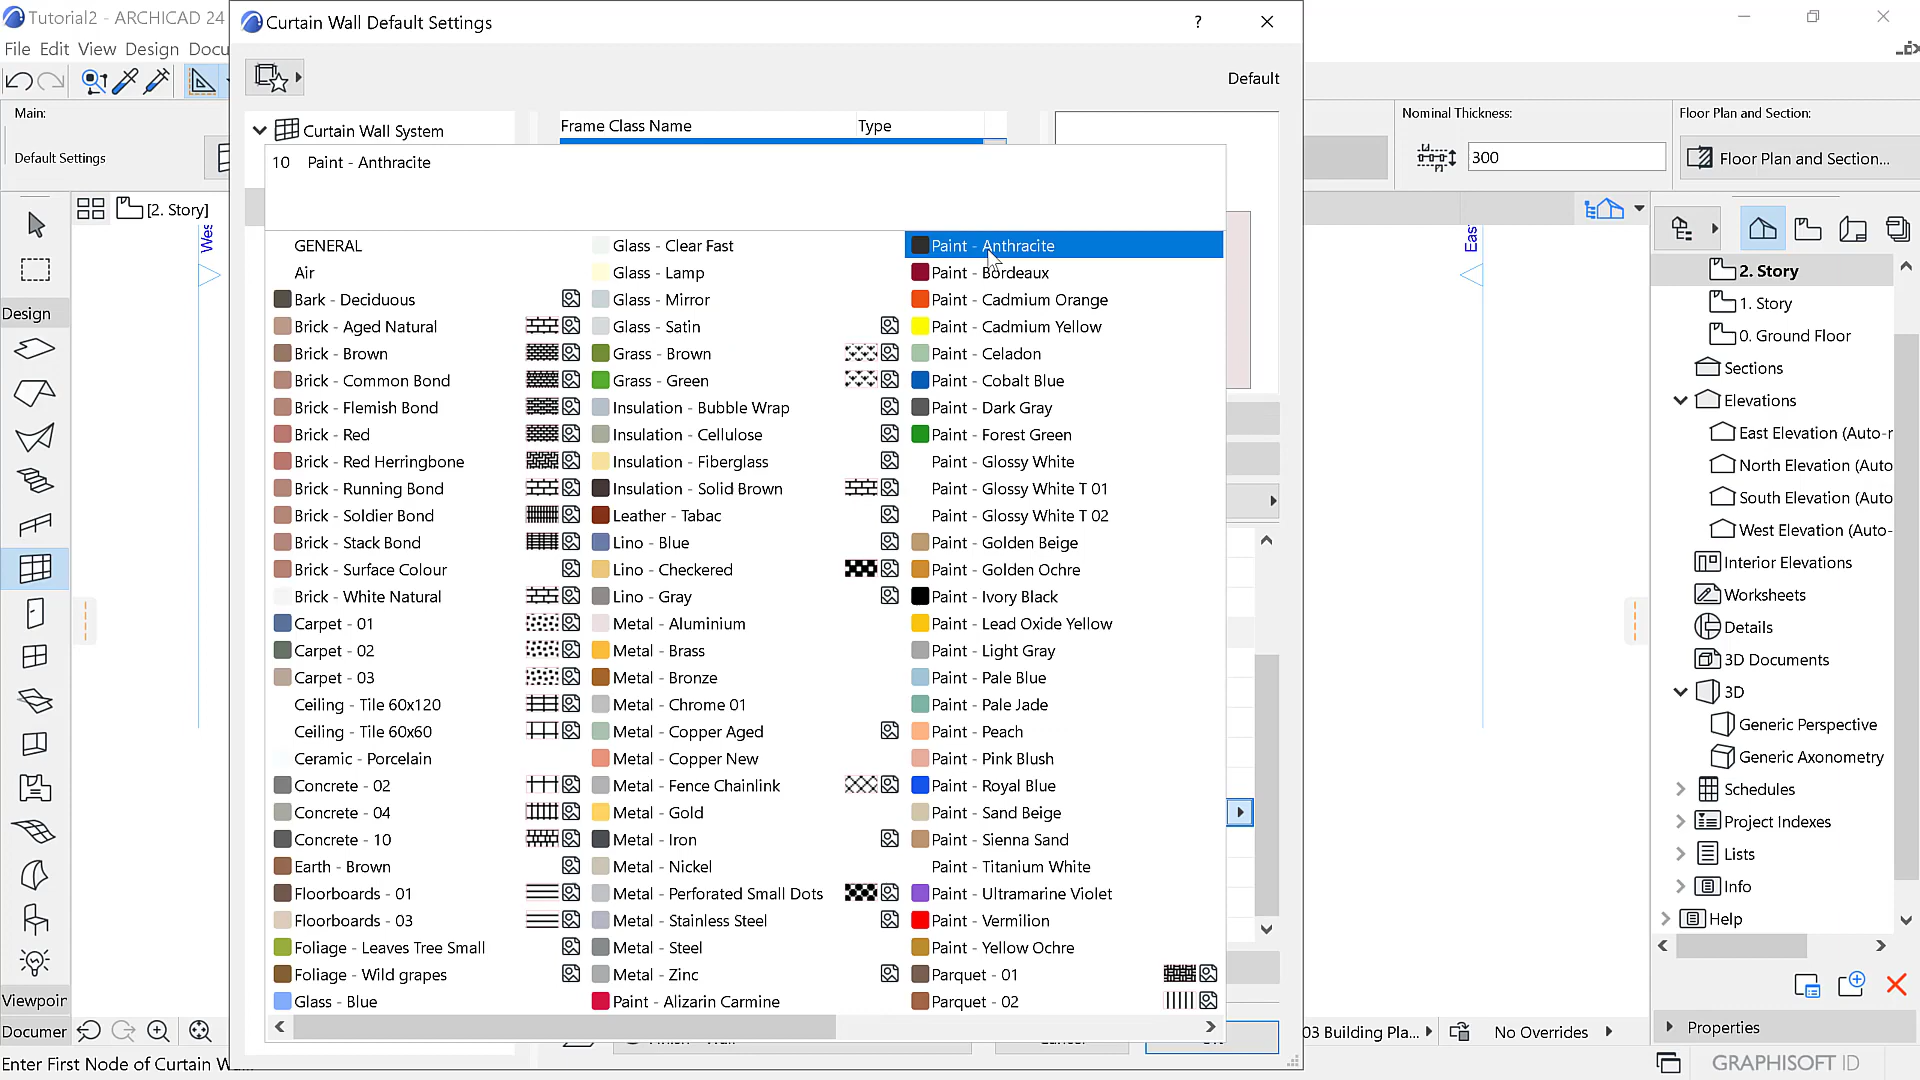 Tutorial2 - ARCHICAD 24
Curtain Wall Default Settings
?
File Edit View Design Docu
Default
Main:
Default Settings
Nominal Thickness:
300
Floor Plan and Section:
Floor Plan and Section...
Curtain Wall System
Frame Class Name
Type
10 Paint - Anthracite
[2. Story]
Wes
Eas
Design
GENERAL
Air
Bark - Deciduous
Brick - Aged Natural
Brick - Brown
Brick - Common Bond
Brick - Flemish Bond
Brick - Red
Brick - Red Herringbone
Brick - Running Bond
Brick - Soldier Bond
Brick - Stack Bond
Brick - Surface Colour
Brick - White Natural
Carpet - 01
Carpet - 02
Carpet - 03
Ceiling - Tile 60x120
Ceiling - Tile 60x60
Ceramic - Porcelain
Concrete - 02
Concrete - 04
Concrete - 10
Earth - Brown
Floorboards - 01
Floorboards - 03
Foliage - Leaves Tree Small
Foliage - Wild grapes
Glass - Blue
Glass - Clear Fast
Glass - Lamp
Glass - Mirror
Glass - Satin
Grass - Brown
Grass - Green
Insulation - Bubble Wrap
Insulation - Cellulose
Insulation - Fiberglass
Insulation - Solid Brown
Leather - Tabac
Lino - Blue
Lino - Checkered
Lino - Gray
Metal - Aluminium
Metal - Brass
Metal - Bronze
Metal - Chrome 01
Metal - Copper Aged
Metal - Copper New
Metal - Fence Chainlink
Metal - Gold
Metal - Iron
Metal - Nickel
Metal - Perforated Small Dots
Metal - Stainless Steel
Metal - Steel
Metal - Zinc
Paint - Alizarin Carmine
Paint - Anthracite
Paint - Bordeaux
Paint - Cadmium Orange
Paint - Cadmium Yellow
Paint - Celadon
Paint - Cobalt Blue
Paint - Dark Gray
Paint - Forest Green
Paint - Glossy White
Paint - Glossy White T 01
Paint - Glossy White T 02
Paint - Golden Beige
Paint - Golden Ochre
Paint - Ivory Black
Paint - Lead Oxide Yellow
Paint - Light Gray
Paint - Pale Blue
Paint - Pale Jade
Paint - Peach
Paint - Pink Blush
Paint - Royal Blue
Paint - Sand Beige
Paint - Sienna Sand
Paint - Titanium White
Paint - Ultramarine Violet
Paint - Vermilion
Paint - Yellow Ochre
Parquet - 01
Parquet - 02
2. Story
1. Story
0. Ground Floor
Sections
Elevations
East Elevation (Auto-r
North Elevation (Auto
South Elevation (Auto
West Elevation (Auto-
Interior Elevations
Worksheets
Details
3D Documents
3D
Generic Perspective
Generic Axonometry
Schedules
Project Indexes
Lists
Info
Help
Properties
Viewpoin
Documer
03 Building Pla...
No Overrides
Enter First Node of Curtain W
GRAPHISOFT ID